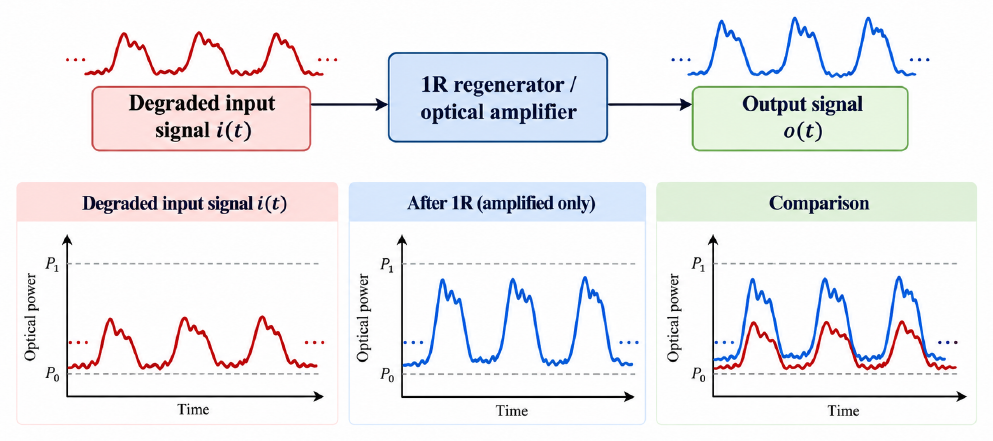 Degraded input
signal i(t)
1R regenerator /
optical amplifier
Output signal
o(t)
Degraded input signal i(t)
After 1R (amplified only)
Comparison
P₁
Optical power
P₀
Time
P₁
Optical power
P₀
Time
P₁
Optical power
P₀
Time